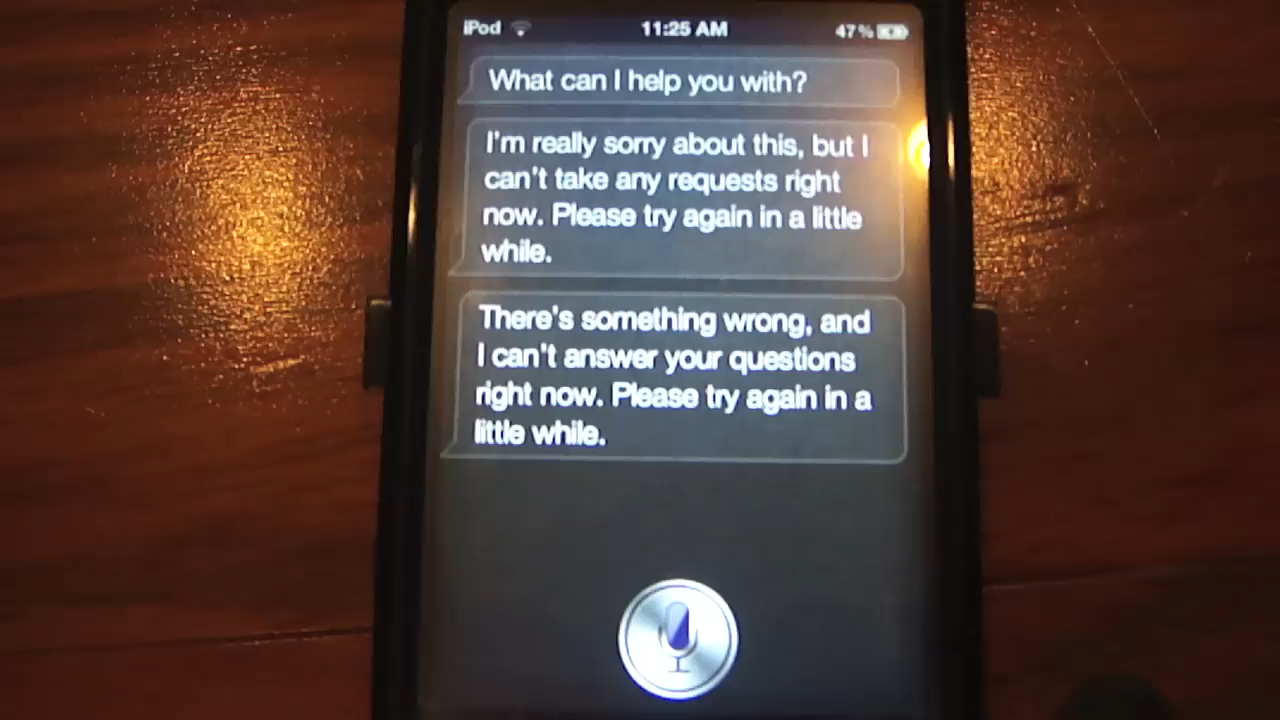 iPod 11:25 AM 47%
What can I help you with?
I'm really sorry about this, but I
can't take any requests right
now. Please try again in a little
while.
There's something wrong, and
I can't answer your questions
right now. Please try again in a
little while.